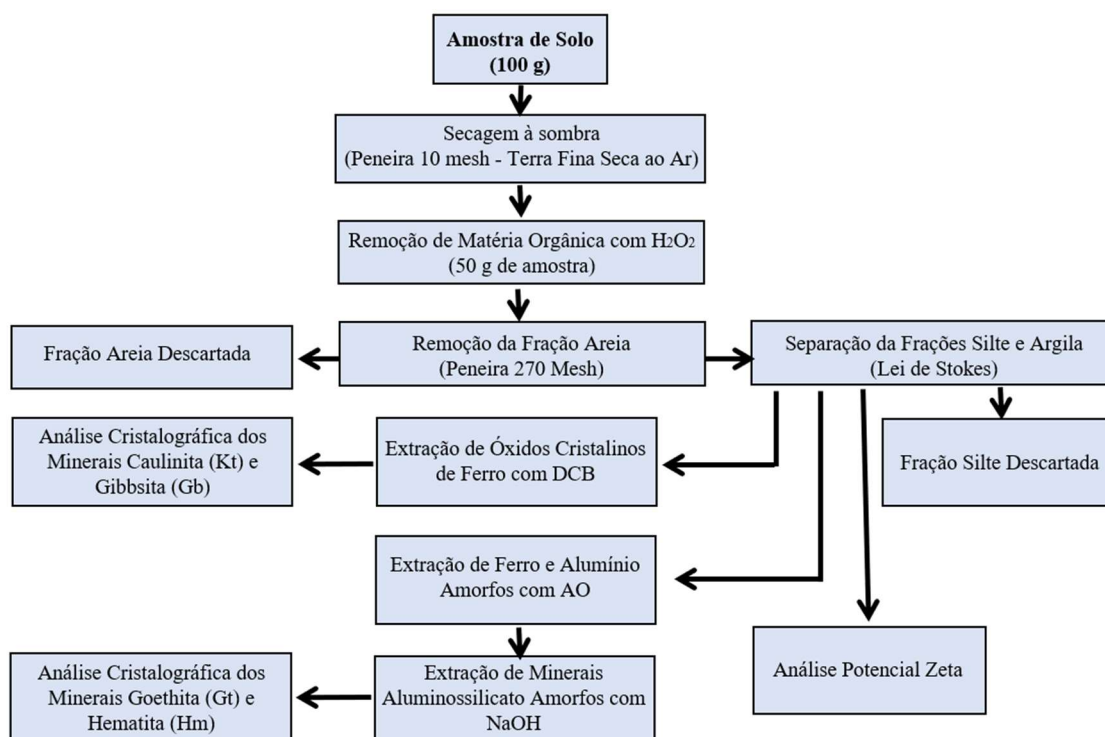 Amostra de Solo
(100 g)
Secagem à sombra
(Peneira 10 mesh - Terra Fina Seca ao Ar)
Remoção de Matéria Orgânica com H2O2
(50 g de amostra)
Fração Areia Descartada
Remoção da Fração Areia
(Peneira 270 Mesh)
Separação da Frações Silte e Argila
(Lei de Stokes)
Análise Cristalográfica dos
Minerais Caulinita (Kt) e
Gibbsita (Gb)
Extração de Óxidos Cristalinos
de Ferro com DCB
Fração Silte Descartada
Extração de Ferro e Alumínio
Amorfos com AO
Análise Cristalográfica dos
Minerais Goethita (Gt) e
Hematita (Hm)
Extração de Minerais
Aluminossilicato Amorfos com
NaOH
Análise Potencial Zeta